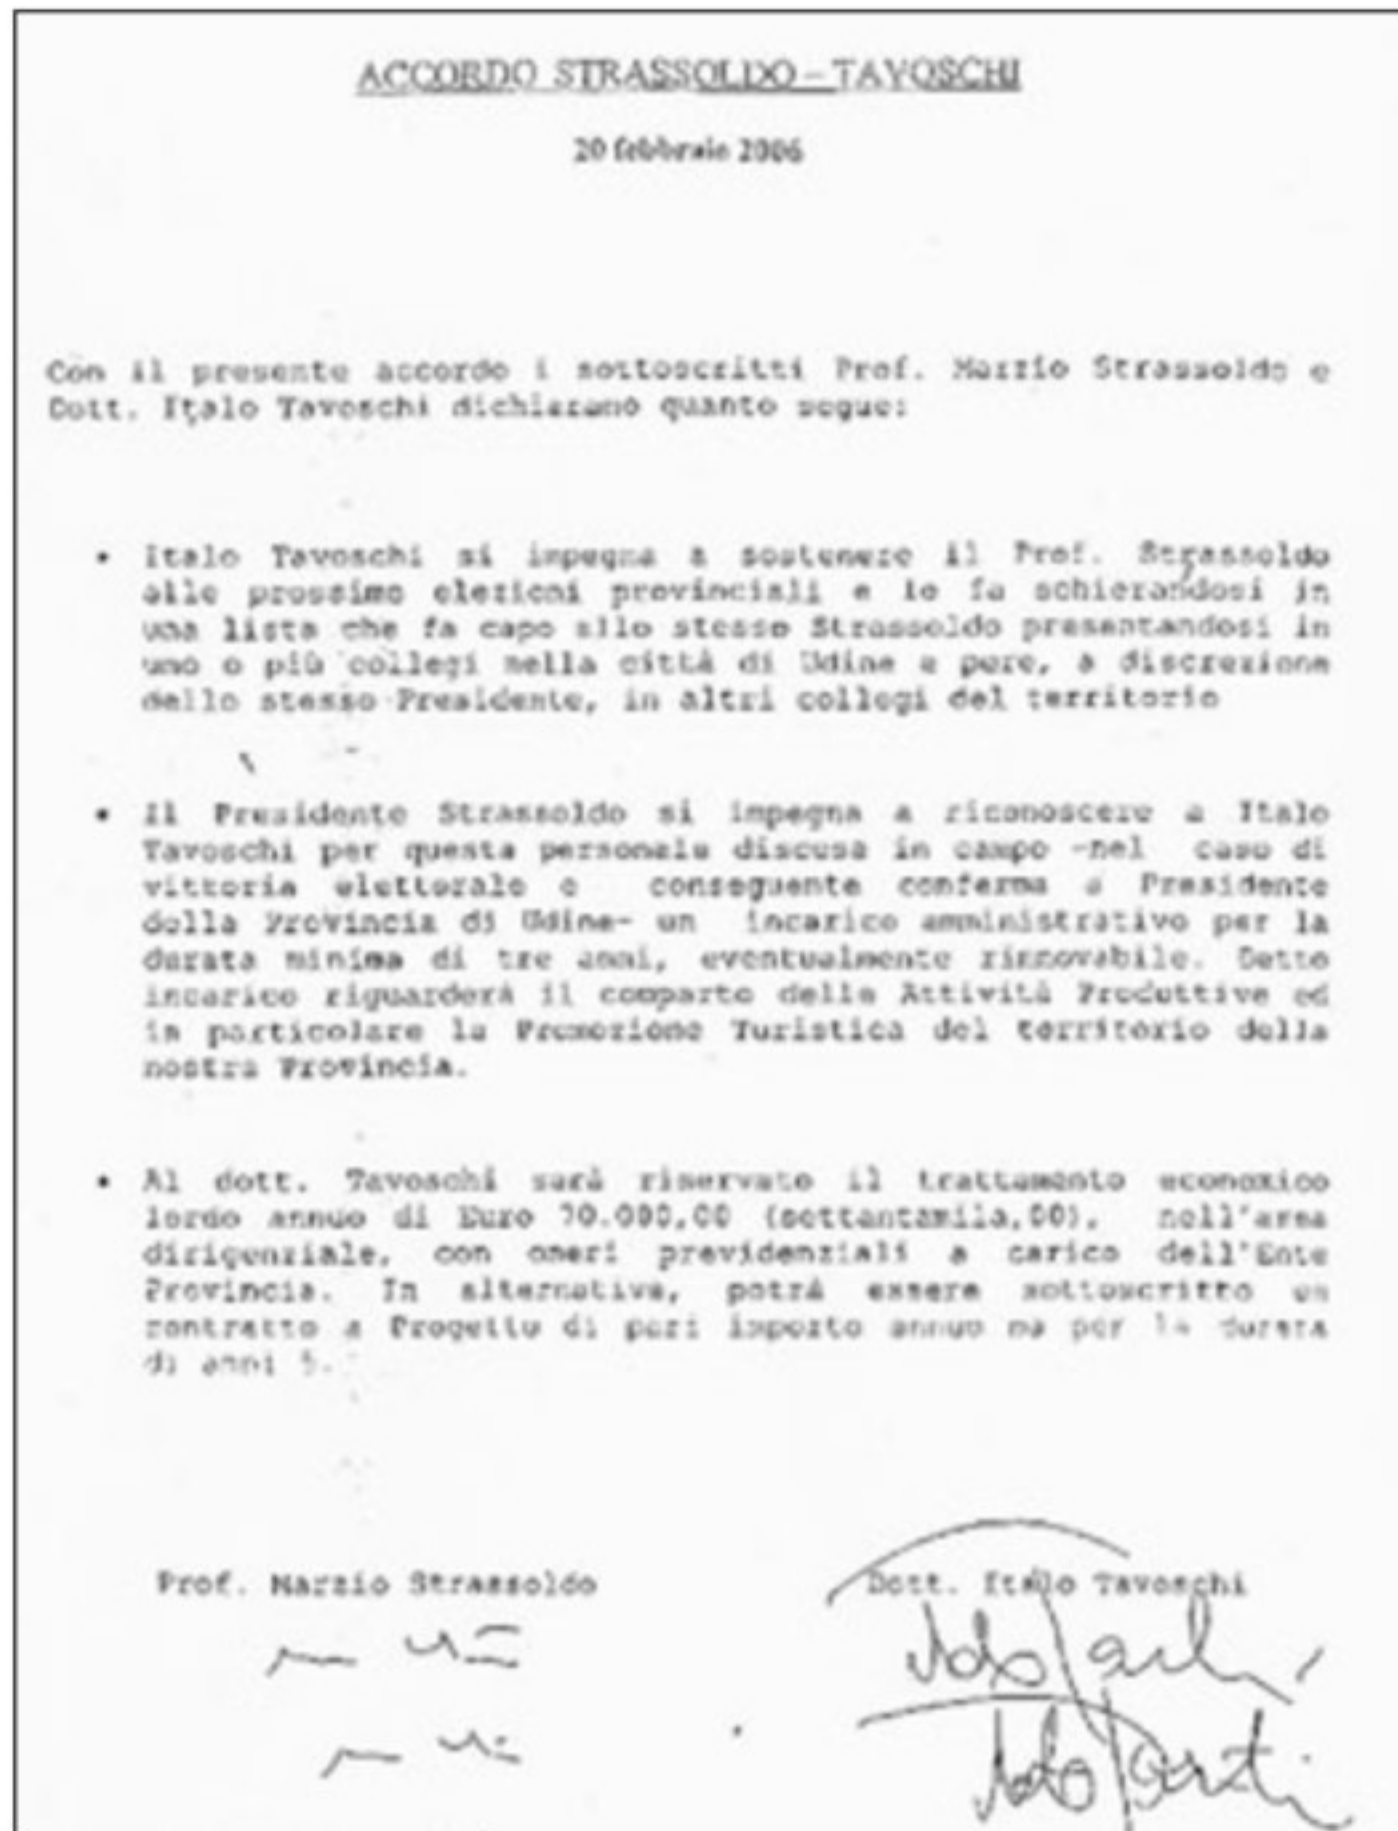 ACCORDO STRASSOLDO – TAVOSCHI
20 febbraio 2006
Con il presente accordo i sottoscritti Prof. Marzio Strassoldo e
Dott. Italo Tavoschi dichiarano quanto segue:
• Italo Tavoschi si impegna a sostenere il Prof. Strassoldo
alle prossime elezioni provinciali e lo fa schierandosi in
una lista che fa capo allo stesso Strassoldo presentandosi in
uno o più collegi nella città di Udine e pure, a discrezione
dello stesso Presidente, in altri collegi del territorio
• Il Presidente Strassoldo si impegna a riconoscere a Italo
Tavoschi per questa personale discesa in campo -nel caso di
vittoria elettorale e conseguente conferma a Presidente
della Provincia di Udine- un incarico amministrativo per la
durata minima di tre anni, eventualmente rinnovabile. Detto
incarico riguarderà il comparto delle Attività Produttive ed
in particolare la Promozione Turistica del territorio della
nostra Provincia.
• Al dott. Tavoschi sarà riservato il trattamento economico
lordo annuo di Euro 70.000,00 (settantamila,00), nell'area
dirigenziale, con oneri previdenziali a carico dell'Ente
Provincia. In alternativa, potrà essere sottoscritto un
contratto a Progetto di pari importo annuo ma per la durata
di anni 5.
Prof. Marzio Strassoldo Dott. Italo Tavoschi